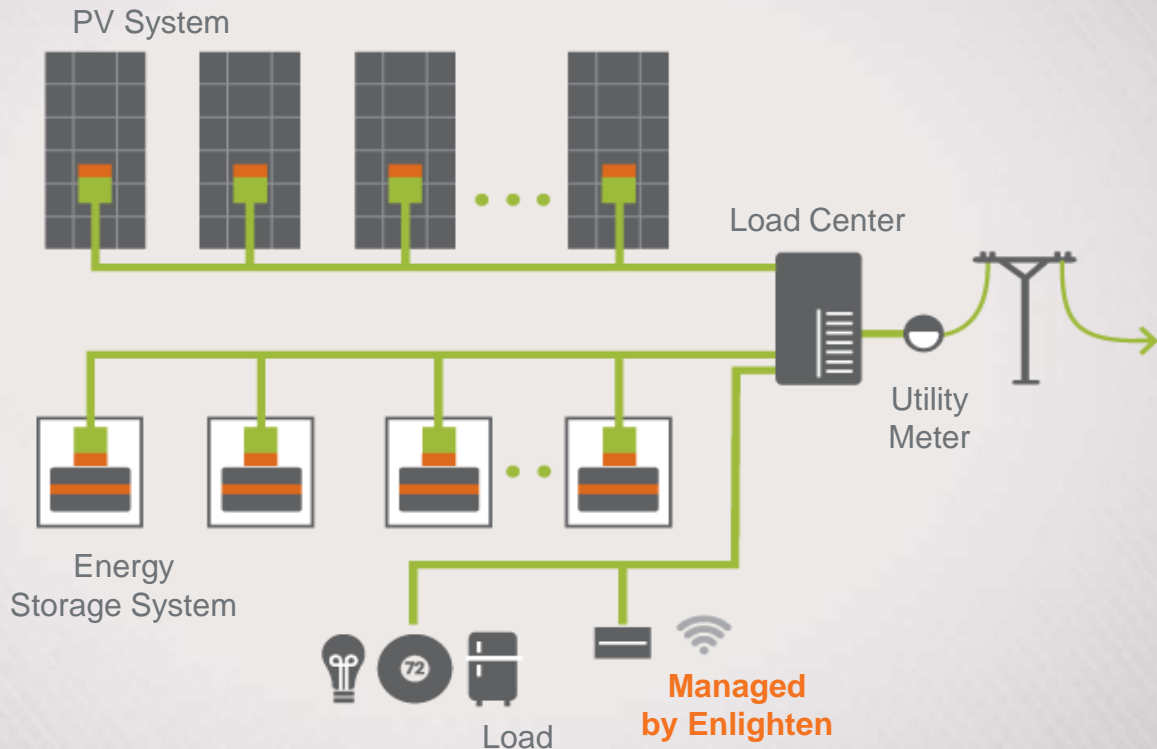 PV System
Load Center
Utility
Meter
Energy
Storage System
72
Managed
by Enlighten
Load